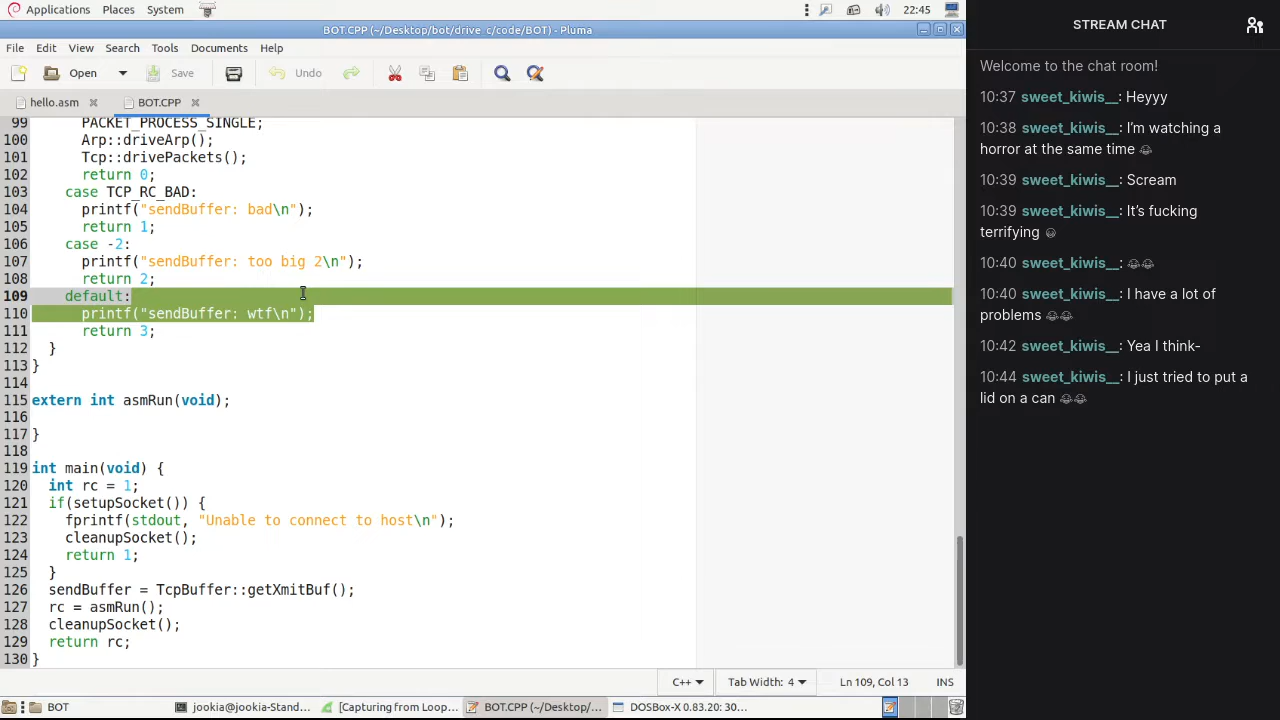 Applications Places System 22:45
BOT.CPP (~/Desktop/bot/drive_c/code/BOT) - Pluma
File Edit View Search Tools Documents Help
Open Save Undo
hello.asm BOT.CPP
99 PACKET_PROCESS_SINGLE;
100 Arp::driveArp();
101 Tcp::drivePackets();
102 return 0;
103 case TCP_RC_BAD:
104 printf("sendBuffer: bad\n");
105 return 1;
106 case -2:
107 printf("sendBuffer: too big 2\n");
108 return 2;
109 default:
110 printf("sendBuffer: wtf\n");
111 return 3;
112 }
113 }
114
115 extern int asmRun(void);
116
117 }
118
119 int main(void) {
120 int rc = 1;
121 if(setupSocket()) {
122 fprintf(stdout, "Unable to connect to host\n");
123 cleanupSocket();
124 return 1;
125 }
126 sendBuffer = TcpBuffer::getXmitBuf();
127 rc = asmRun();
128 cleanupSocket();
129 return rc;
130 }
C++ Tab Width: 4 Ln 109, Col 13 INS
BOT jookia@jookia-Stand... [Capturing from Loop... BOT.CPP (~/Desktop/... DOSBox-X 0.83.20: 30...
STREAM CHAT
Welcome to the chat room!
10:37 sweet_kiwis__: Heyyy
10:38 sweet_kiwis__: I'm watching a
horror at the same time 😂
10:39 sweet_kiwis__: Scream
10:39 sweet_kiwis__: It's fucking
terrifying 😀
10:40 sweet_kiwis__: 😂😂
10:40 sweet_kiwis__: I have a lot of
problems 😂😂
10:42 sweet_kiwis__: Yea I think-
10:44 sweet_kiwis__: I just tried to put a
lid on a can 😂😂